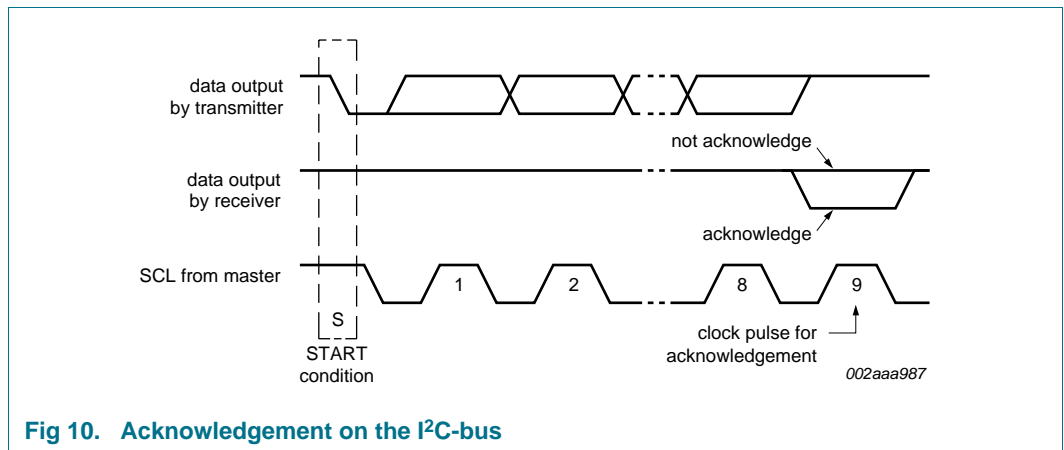 data output
by transmitter
not acknowledge
data output
by receiver
acknowledge
SCL from master
1
2
8
9
S
START
condition
clock pulse for
acknowledgement
002aaa987
Fig 10. Acknowledgement on the I²C-bus